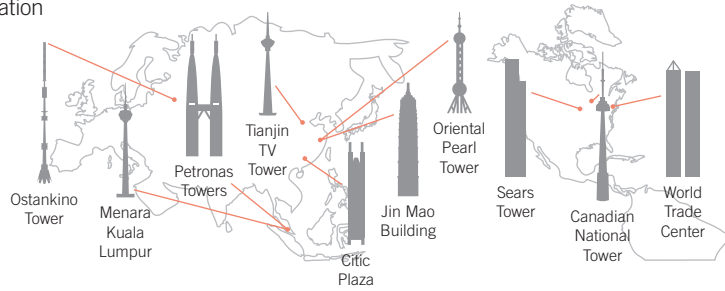 Ostankino
Tower
Menara
Kuala
Lumpur
Petronas
Towers
Tianjin
TV
Tower
Citic
Plaza
Jin Mao
Building
Oriental
Pearl
Tower
Sears
Tower
Canadian
National
Tower
World
Trade
Center